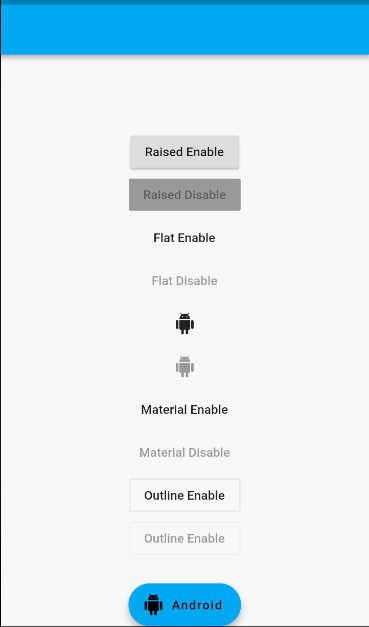 Raised Enable
Raised Disable
Flat Enable
Flat Disable
Material Enable
Material Disable
Outline Enable
Outline Enable
Android